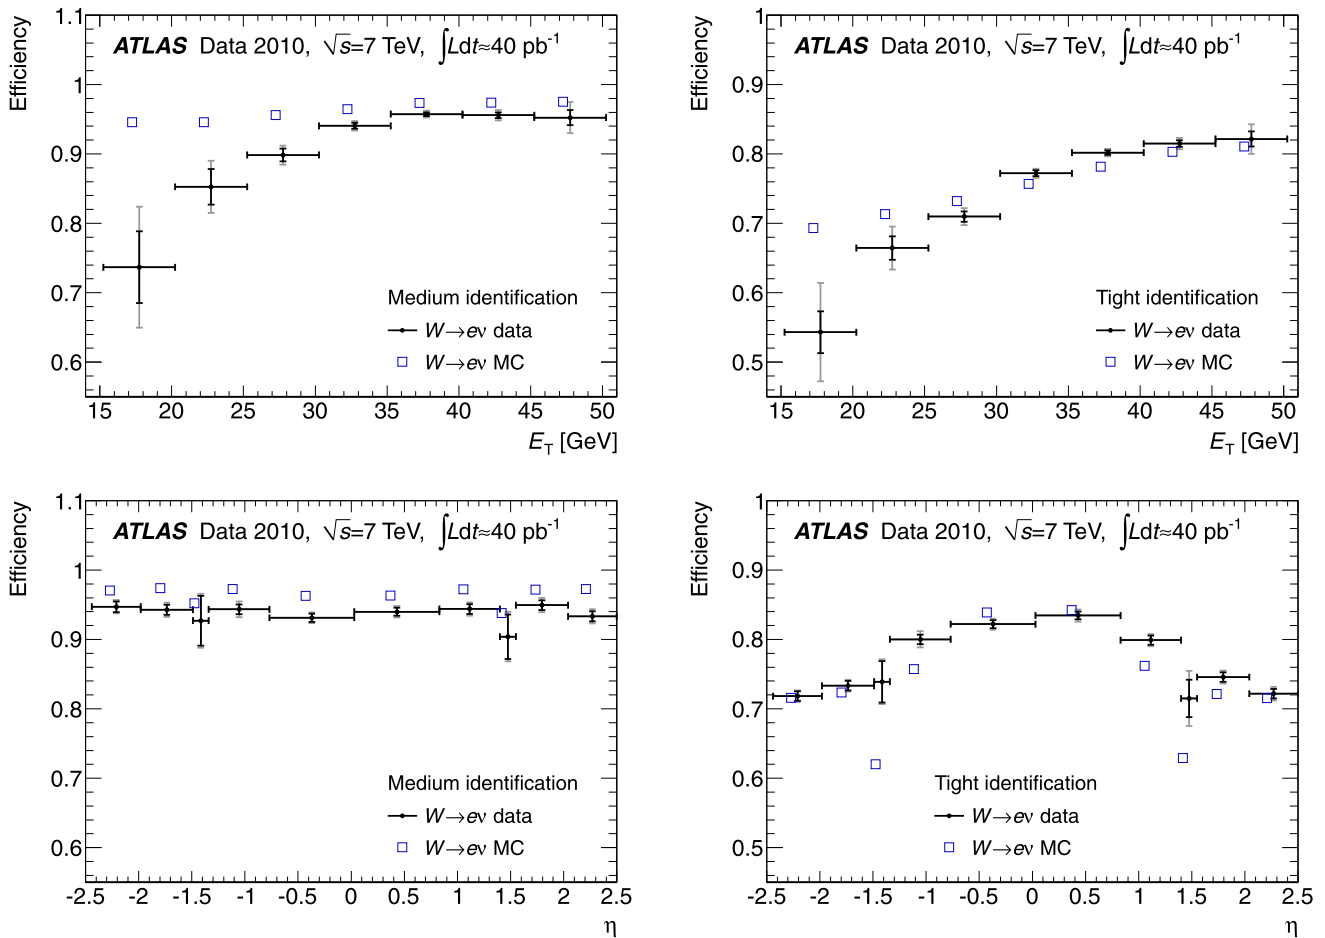 Efficiency
1.1
1
0.9
0.8
0.7
0.6
ATLAS Data 2010, √s=7 TeV, ∫Ldt≈40 pb-1
Medium identification
W→eν data
W→eν MC
15 20 25 30 35 40 45 50
ET [GeV]
Efficiency
1
0.9
0.8
0.7
0.6
0.5
ATLAS Data 2010, √s=7 TeV, ∫Ldt≈40 pb-1
Tight identification
W→eν data
W→eν MC
15 20 25 30 35 40 45 50
ET [GeV]
Efficiency
1.1
1
0.9
0.8
0.7
0.6
ATLAS Data 2010, √s=7 TeV, ∫Ldt≈40 pb-1
Medium identification
W→eν data
W→eν MC
-2.5 -2 -1.5 -1 -0.5 0 0.5 1 1.5 2 2.5
η
Efficiency
1
0.9
0.8
0.7
0.6
0.5
ATLAS Data 2010, √s=7 TeV, ∫Ldt≈40 pb-1
Tight identification
W→eν data
W→eν MC
-2.5 -2 -1.5 -1 -0.5 0 0.5 1 1.5 2 2.5
η